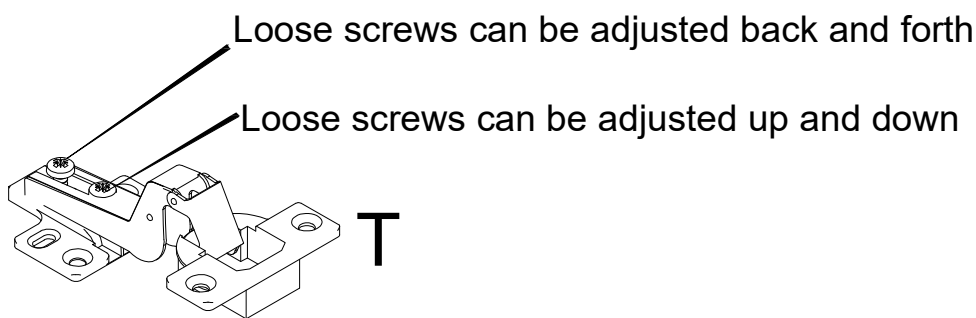 Loose screws can be adjusted back and forth
Loose screws can be adjusted up and down
T